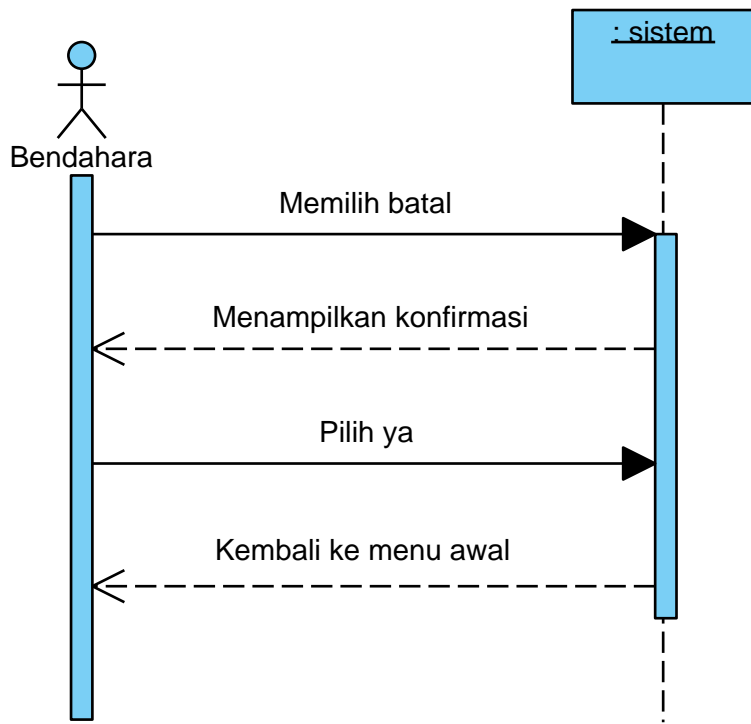 : sistem
Bendahara
Memilih batal
Menampilkan konfirmasi
Pilih ya
Kembali ke menu awal